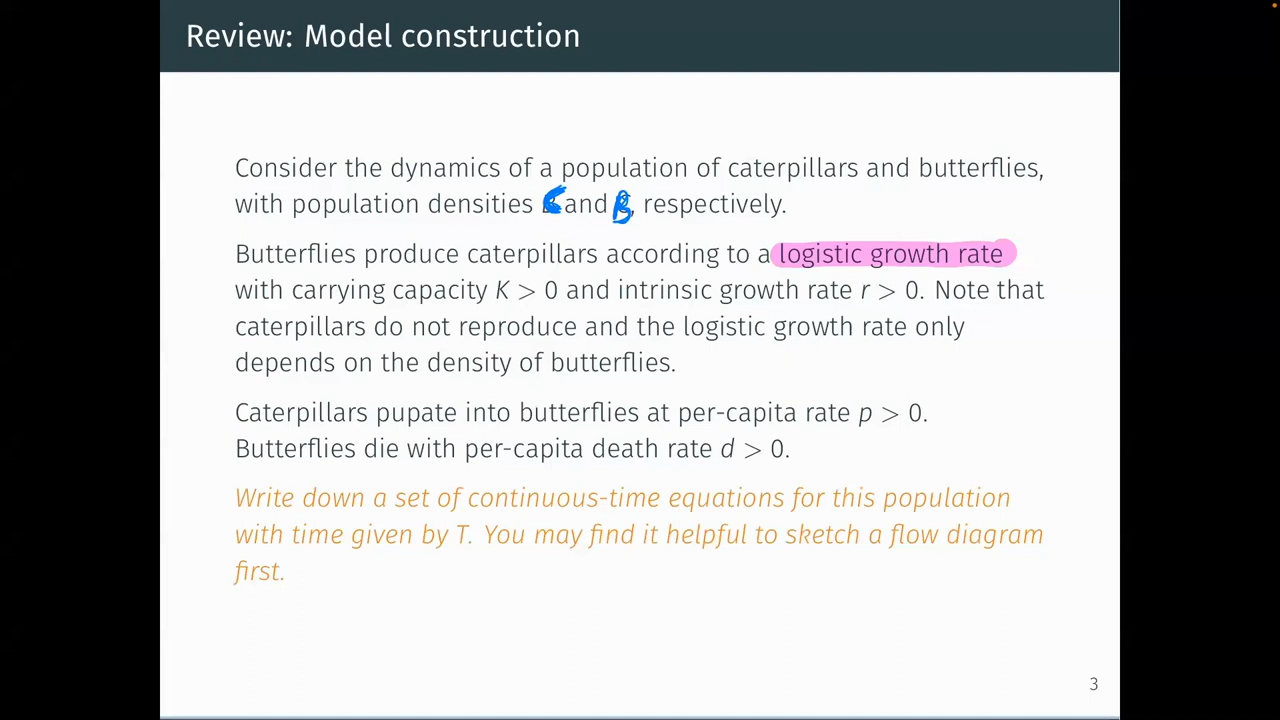 Review: Model construction
Consider the dynamics of a population of caterpillars and butterflies,
with population densities C and B, respectively.
Butterflies produce caterpillars according to a logistic growth rate
with carrying capacity K > 0 and intrinsic growth rate r > 0. Note that
caterpillars do not reproduce and the logistic growth rate only
depends on the density of butterflies.
Caterpillars pupate into butterflies at per-capita rate p > 0.
Butterflies die with per-capita death rate d > 0.
Write down a set of continuous-time equations for this population
with time given by T. You may find it helpful to sketch a flow diagram
first.
3